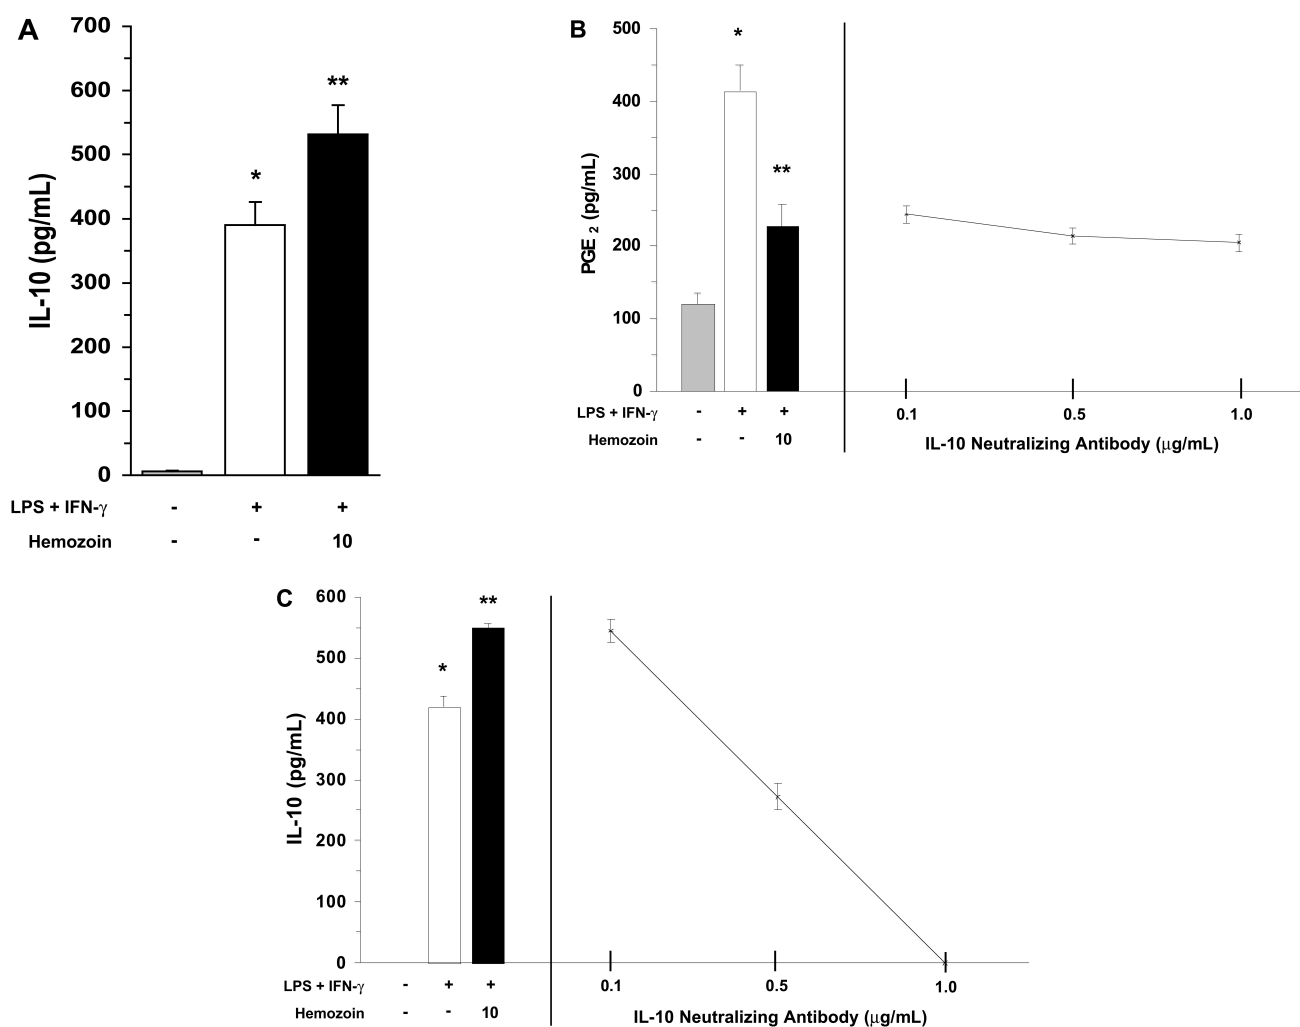 A
700
600
500
400
300
200
100
0
IL-10 (pg/mL)
*
**
LPS + IFN-γ - + +
Hemozoin - - 10
B
500
400
300
200
100
0
PGE 2 (pg/mL)
*
**
LPS + IFN-γ - + +
Hemozoin - - 10
0.1 0.5 1.0
IL-10 Neutralizing Antibody (μg/mL)
C
600
500
400
300
200
100
0
IL-10 (pg/mL)
*
**
LPS + IFN-γ - + +
Hemozoin - - 10
0.1 0.5 1.0
IL-10 Neutralizing Antibody (μg/mL)